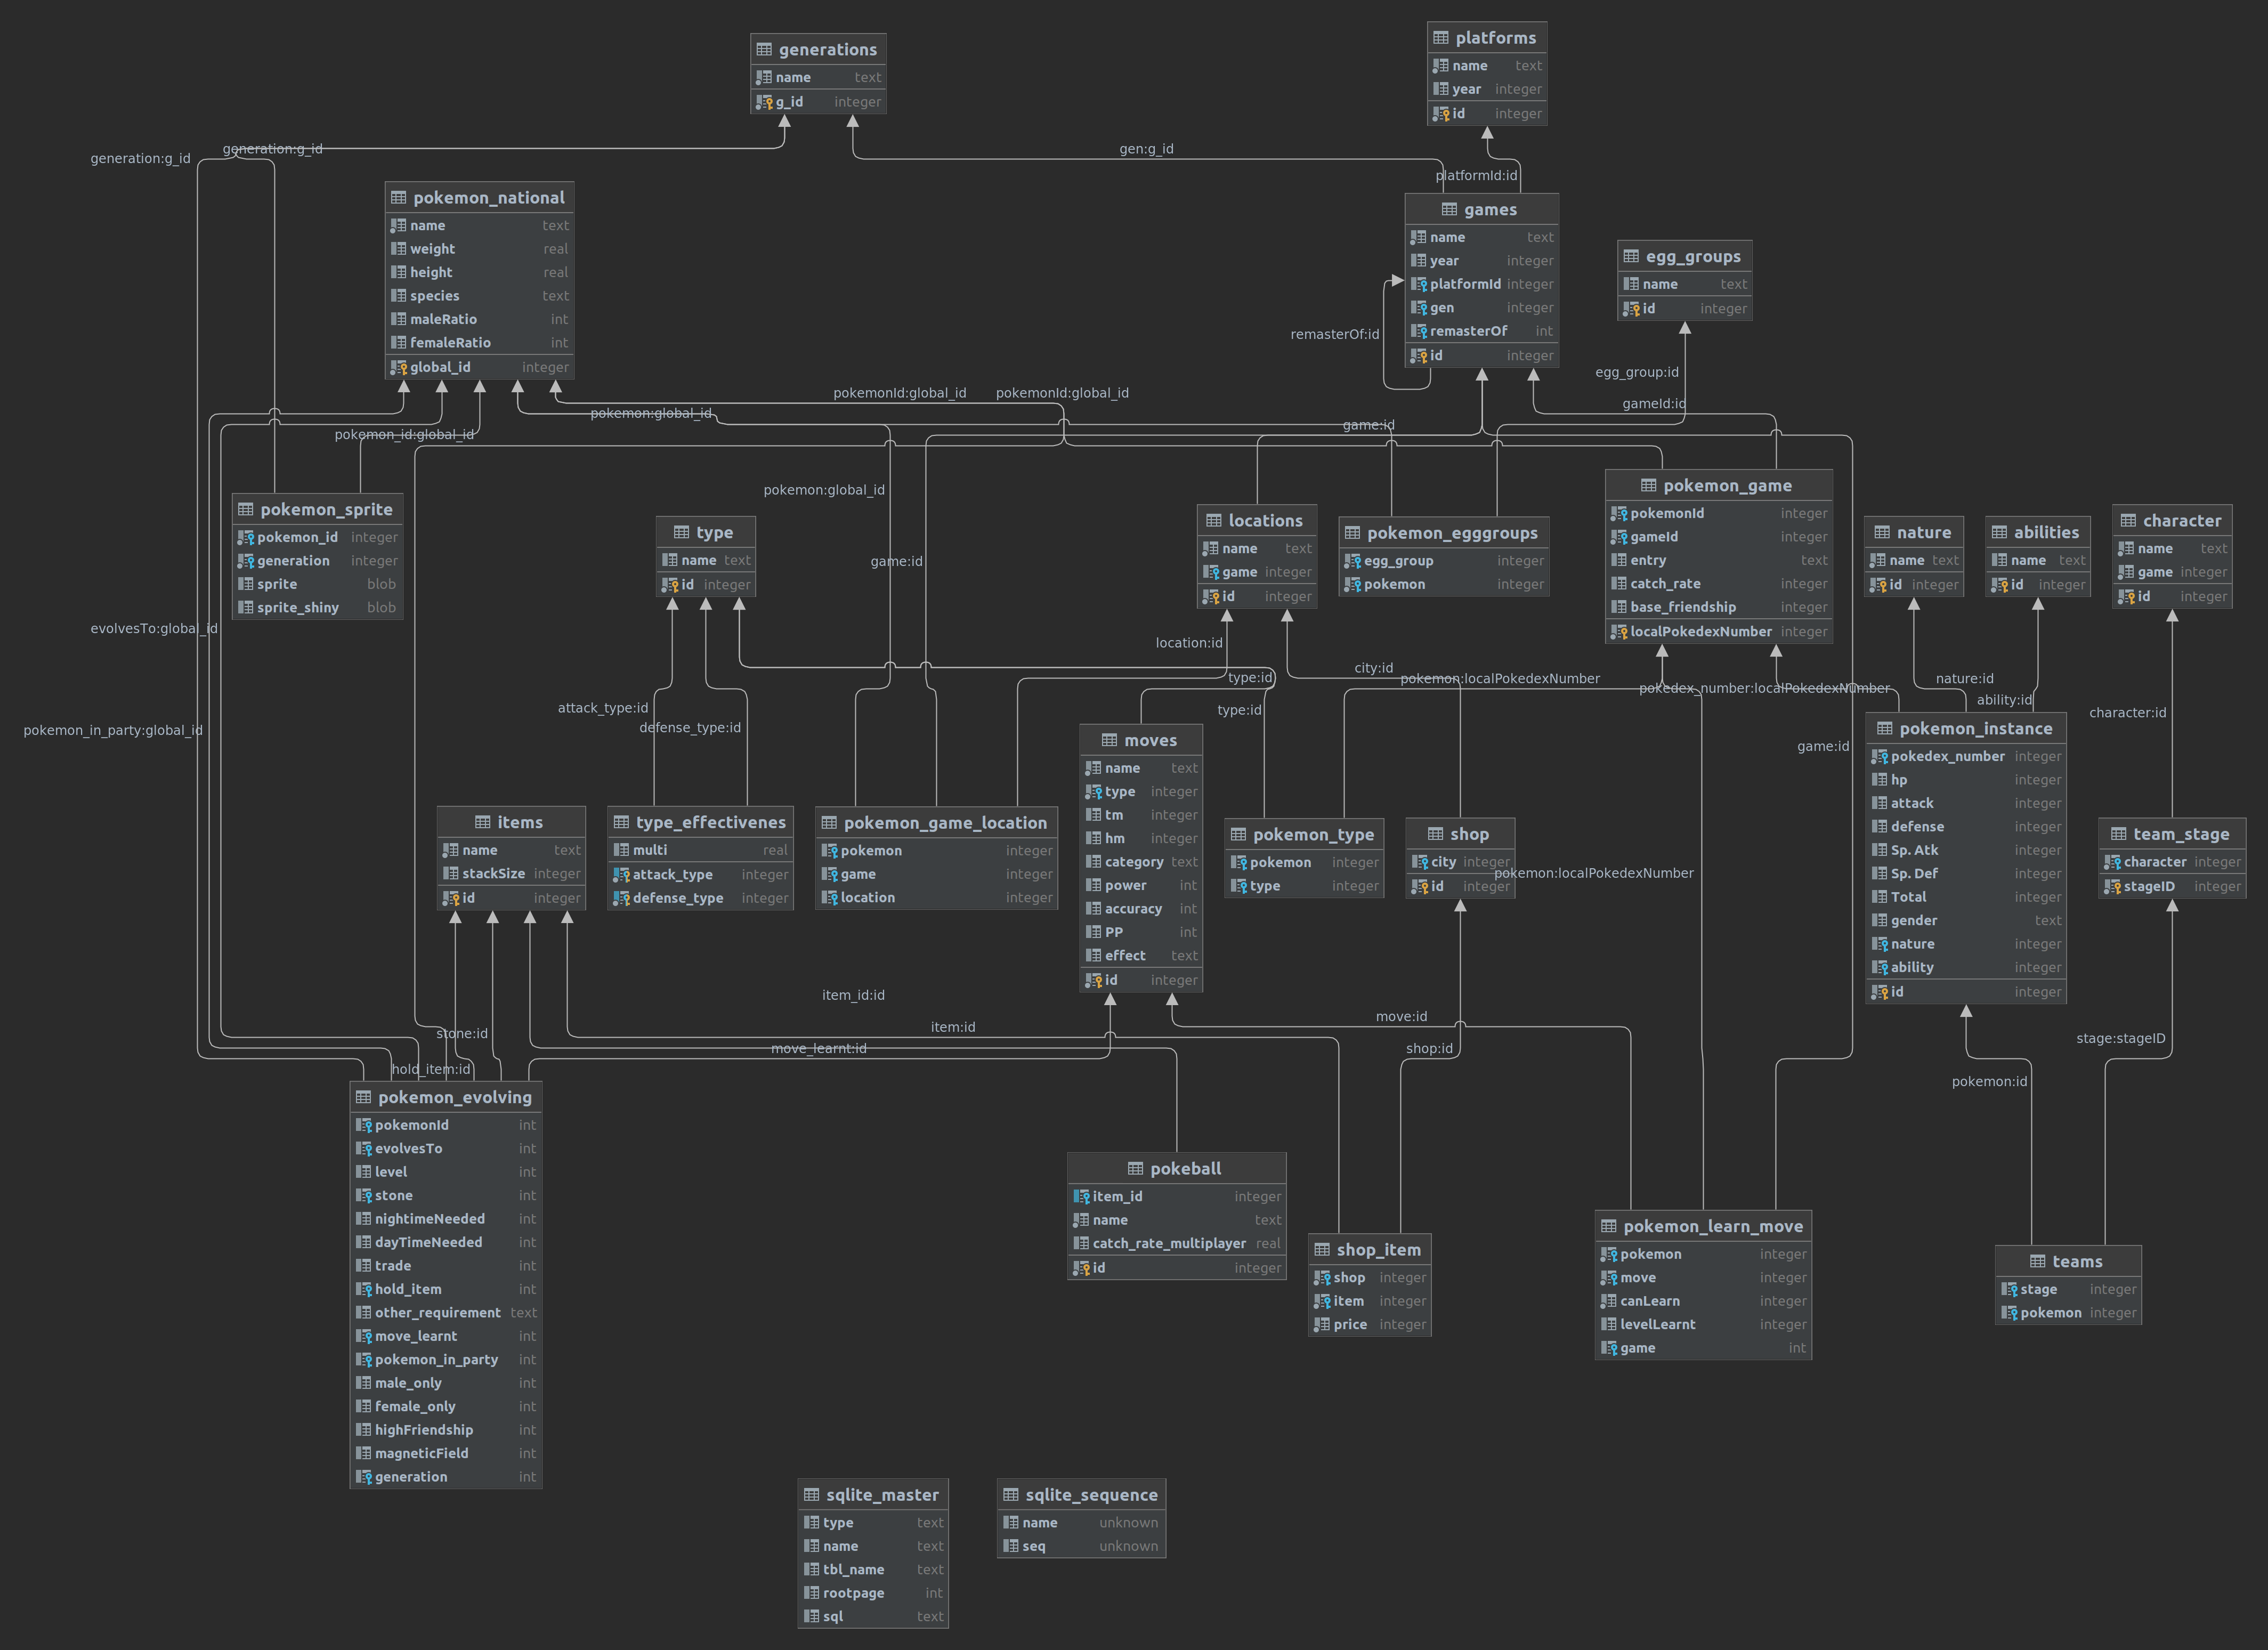 generations
name text
g_id integer
platforms
name text
year integer
id integer
generation:g_id
generation:g_id
gen:g_id
platformId:id
pokemon_national
name text
weight real
height real
species text
maleRatio int
femaleRatio int
global_id integer
games
name text
year integer
platformId integer
gen integer
remasterOf int
id integer
remasterOf:id
egg_groups
name text
id integer
egg_group:id
gameId:id
pokemonId:global_id
pokemonId:global_id
pokemon:global_id
pokemon_id:global_id
game:id
pokemon:global_id
game:id
pokemon_sprite
pokemon_id integer
generation integer
sprite blob
sprite_shiny blob
type
name text
id integer
locations
name text
game integer
id integer
pokemon_egggroups
egg_group integer
pokemon integer
pokemon_game
pokemonId integer
gameId integer
entry text
catch_rate integer
base_friendship integer
localPokedexNumber integer
nature
name text
id integer
abilities
name text
id integer
character
name text
game integer
id integer
evolvesTo:global_id
location:id
city:id
type:id
pokemon:localPokedexNumber
pokedex_number:localPokedexNumber
nature:id
ability:id
attack_type:id
defense_type:id
type:id
character:id
pokemon_in_party:global_id
game:id
items
name text
stackSize integer
id integer
type_effectivenes
multi real
attack_type integer
defense_type integer
pokemon_game_location
pokemon integer
game integer
location integer
moves
name text
type integer
tm integer
hm integer
category text
power int
accuracy int
PP int
effect text
id integer
pokemon_type
pokemon integer
type integer
shop
city integer
id integer
pokemon:localPokedexNumber
pokemon_instance
pokedex_number integer
hp integer
attack integer
defense integer
Sp. Atk integer
Sp. Def integer
Total integer
gender text
nature integer
ability integer
id integer
team_stage
character integer
stageID integer
item_id:id
stone:id
item:id
move:id
move_learnt:id
shop:id
hold_item:id
stage:stageID
pokemon:id
pokemon_evolving
pokemonId int
evolvesTo int
level int
stone int
nightimeNeeded int
dayTimeNeeded int
trade int
hold_item int
other_requirement text
move_learnt int
pokemon_in_party int
male_only int
female_only int
highFriendship int
magneticField int
generation int
pokeball
item_id integer
name text
catch_rate_multiplayer real
id integer
shop_item
shop integer
item integer
price integer
pokemon_learn_move
pokemon integer
move integer
canLearn integer
levelLearnt integer
game int
teams
stage integer
pokemon integer
sqlite_master
type text
name text
tbl_name text
rootpage int
sql text
sqlite_sequence
name unknown
seq unknown